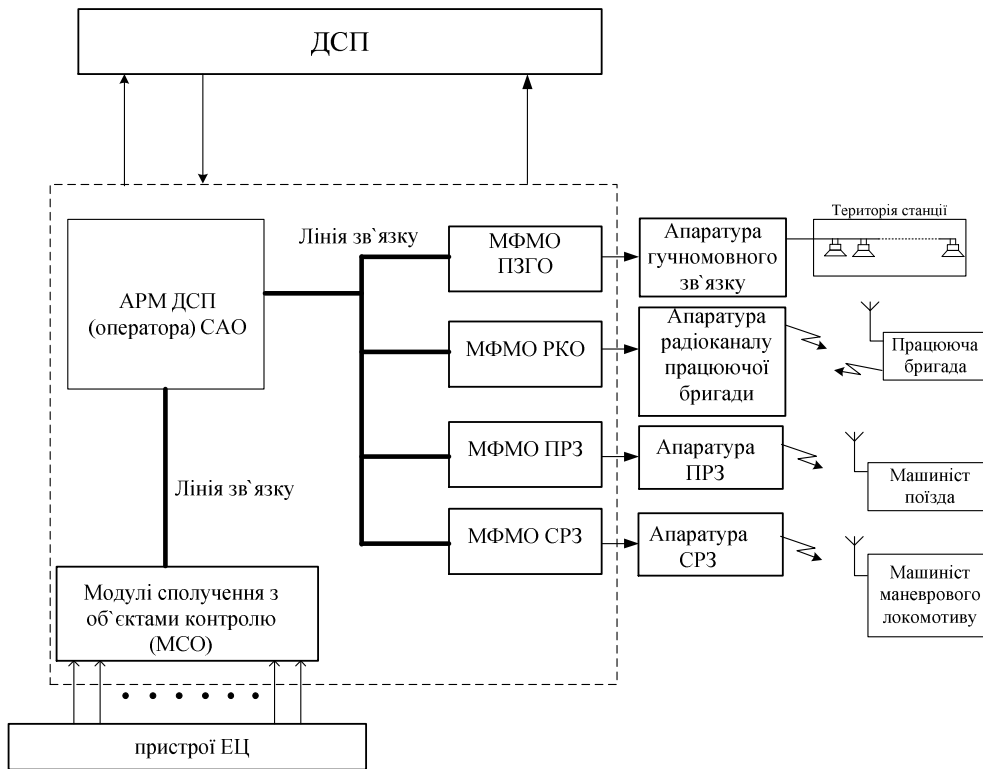 ДСП
Лінія зв`язку
АРМ ДСП
(оператора) САО
МФМО
ПЗГО
Апаратура
гучномовного
зв`язку
Територія станції
МФМО РКО
Апаратура
радіоканалу
працюючої
бригади
Працююча
бригада
МФМО ПРЗ
Апаратура
ПРЗ
Машиніст
поїзда
Лінія зв`язку
МФМО СРЗ
Апаратура
СРЗ
Машиніст
маневрового
локомотиву
Модулі сполучення з
об`єктами контролю
(МСО)
пристрої ЕЦ